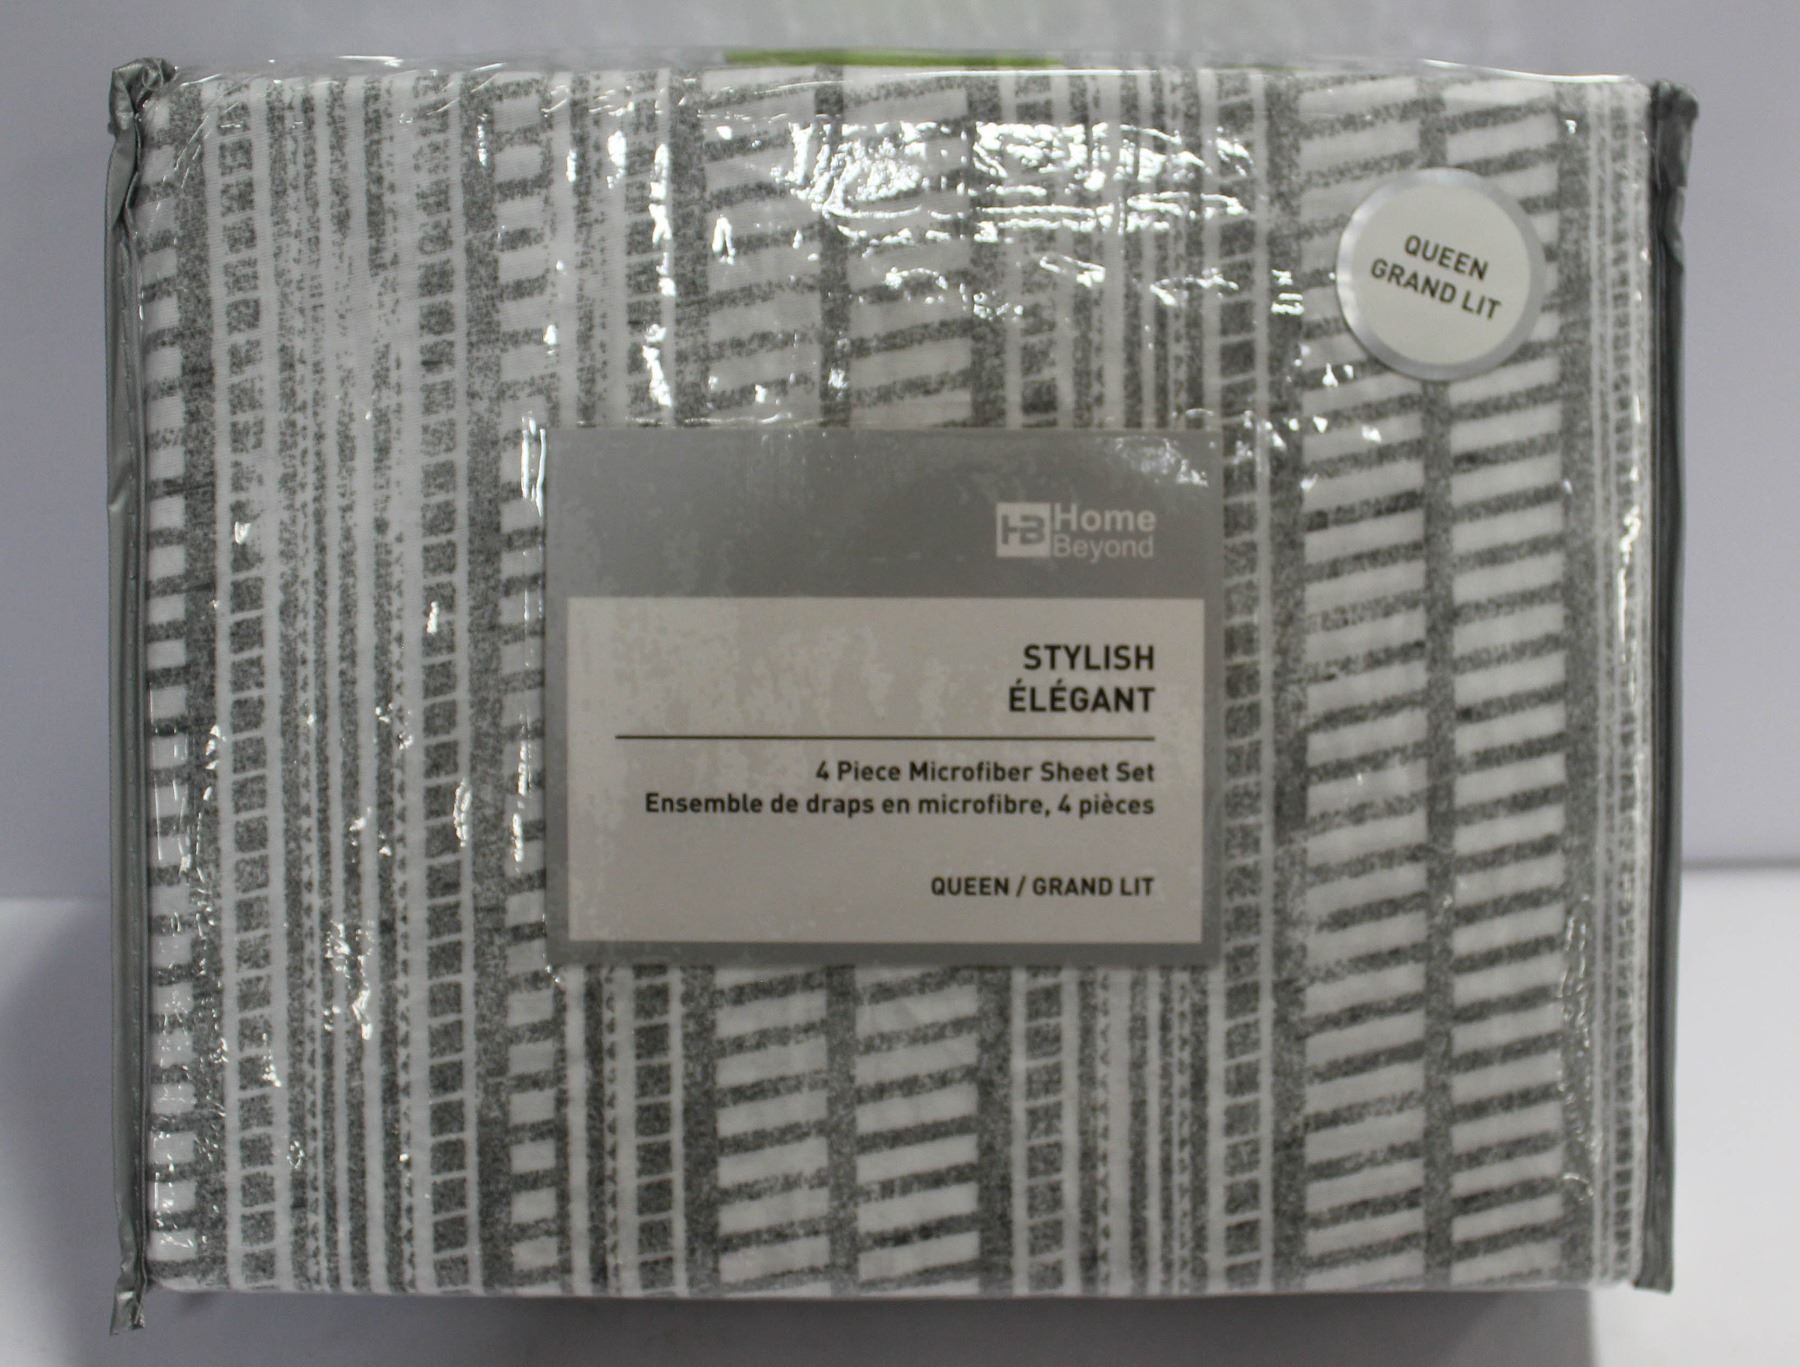 QUEEN
GRAND LIT
HB Home
Beyond
STYLISH
ÉLÉGANT
4 Piece Microfiber Sheet Set
Ensemble de draps en microfibre, 4 pièces
QUEEN / GRAND LIT